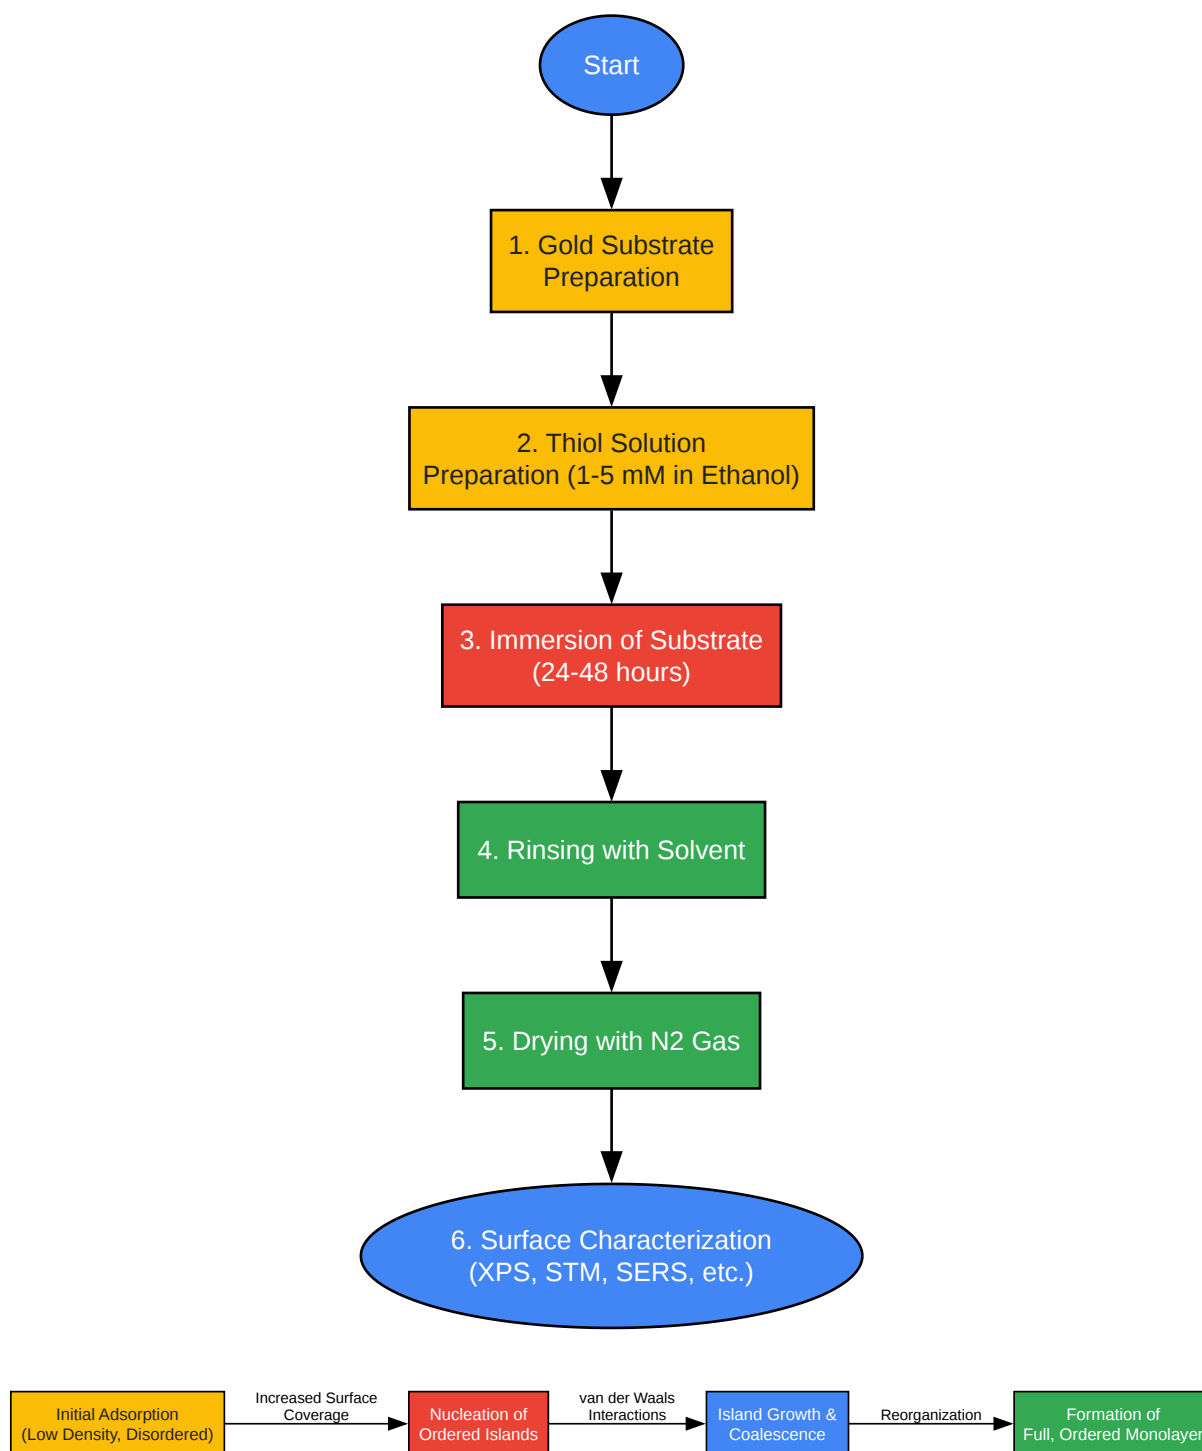 Start
1. Gold Substrate
Preparation
2. Thiol Solution
Preparation (1-5 mM in Ethanol)
3. Immersion of Substrate
(24-48 hours)
4. Rinsing with Solvent
5. Drying with N2 Gas
6. Surface Characterization
(XPS, STM, SERS, etc.)
Initial Adsorption
(Low Density, Disordered)
Increased Surface
Coverage
Nucleation of
Ordered Islands
van der Waals
Interactions
Island Growth &
Coalescence
Reorganization
Formation of
Full, Ordered Monolayer